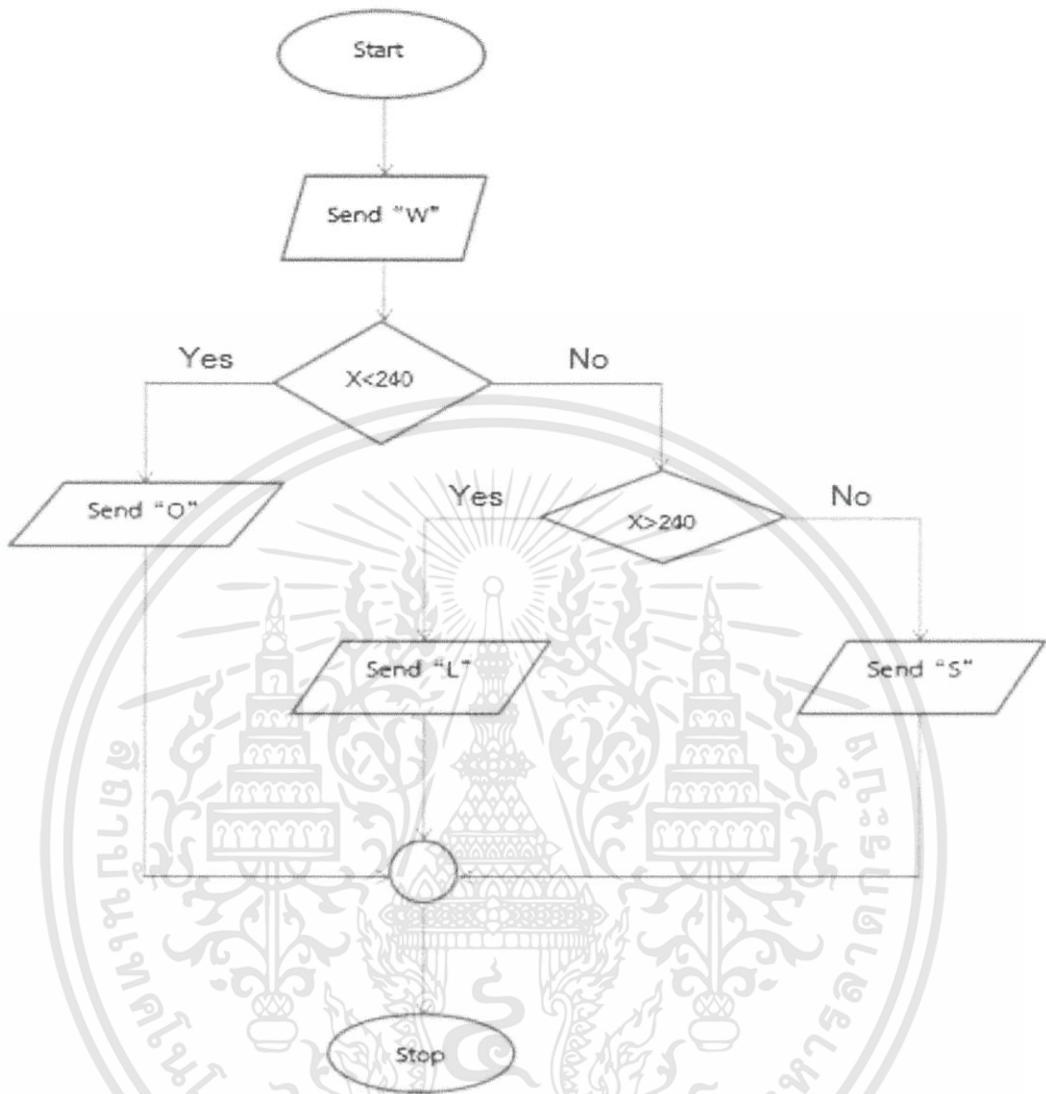 Start
Send “W”
Yes
X<240
No
Send “O”
Yes
X>240
No
Send “L”
Send “S”
Stop